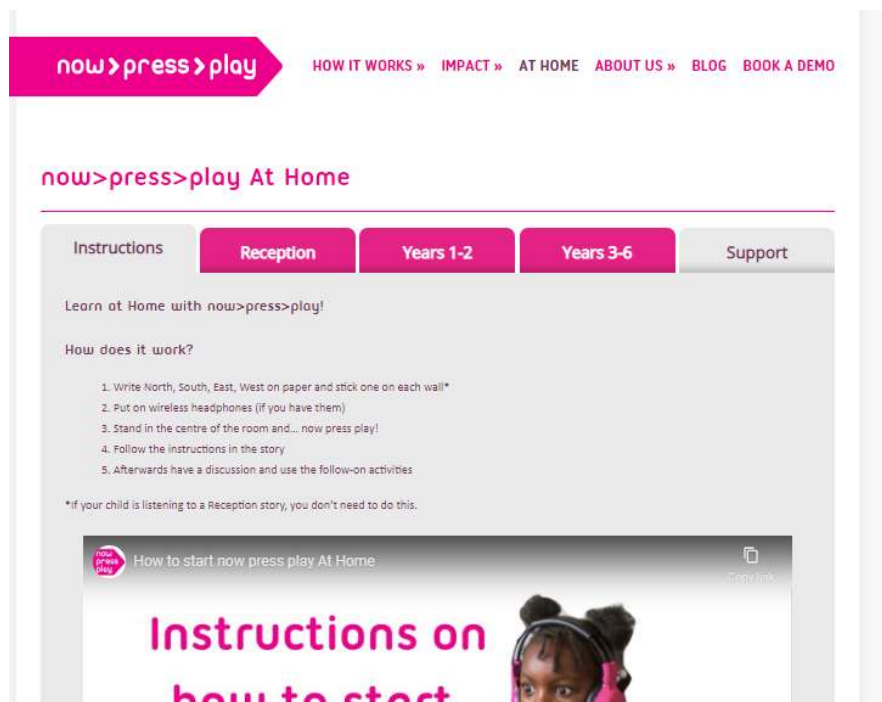 now>press>play
HOW IT WORKS » IMPACT » AT HOME ABOUT US » BLOG BOOK A DEMO
now>press>play At Home
Instructions Reception Years 1-2 Years 3-6 Support
Learn at Home with now>press>play!
How does it work?
1. Write North, South, East, West on paper and stick one on each wall*
2. Put on wireless headphones (if you have them)
3. Stand in the centre of the room and... now press play!
4. Follow the instructions in the story
5. Afterwards have a discussion and use the follow-on activities
*If your child is listening to a Reception story, you don't need to do this.
now
press
play
How to start now press play At Home
Copy link
Instructions on
how to start